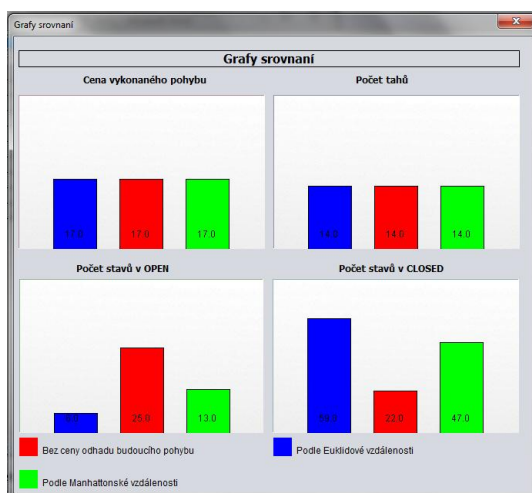 Grafy srovnaní
Grafy srovnaní
Cena vykonaného pohybu
Počet tahů
17.0 17.0 17.0
14.0 14.0 14.0
Počet stavů v OPEN
Počet stavů v CLOSED
25.0 13.0
22.0 47.0
Bez ceny odhadu budoucího pohybu
Podle Euklidové vzdálenosti
Podle Manhattonské vzdálenosti